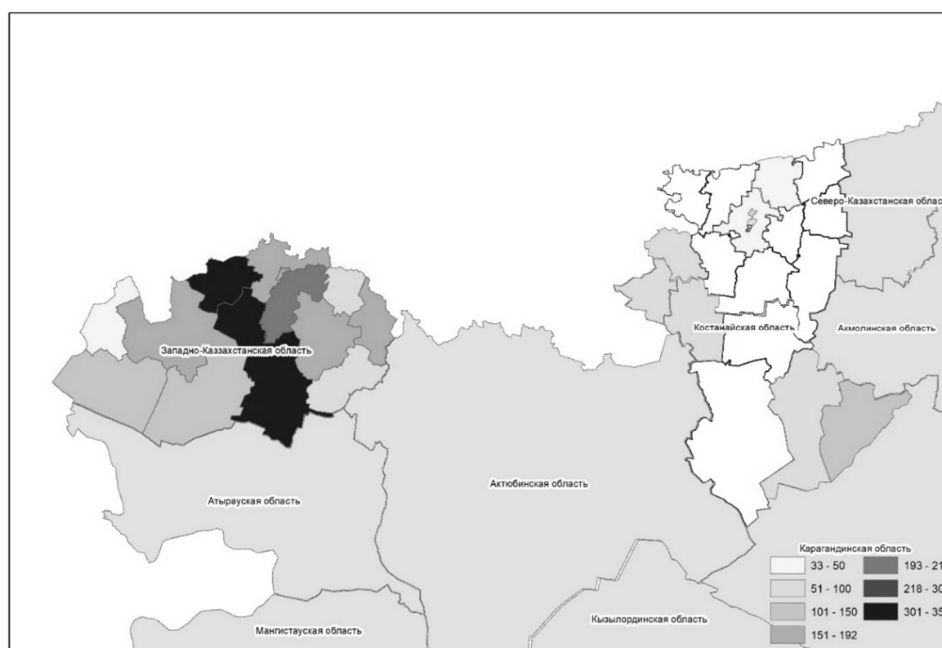 Северо-Казахстанская облас
Костанайская область
Акмолинская область
Западно-Казахстанская область
Атырауская область
Актюбинская область
Карагандинская область
33 - 50
51 - 100
101 - 150
151 - 192
193 - 21
218 - 30
301 - 35
Кызылординская область
Мангистауская область